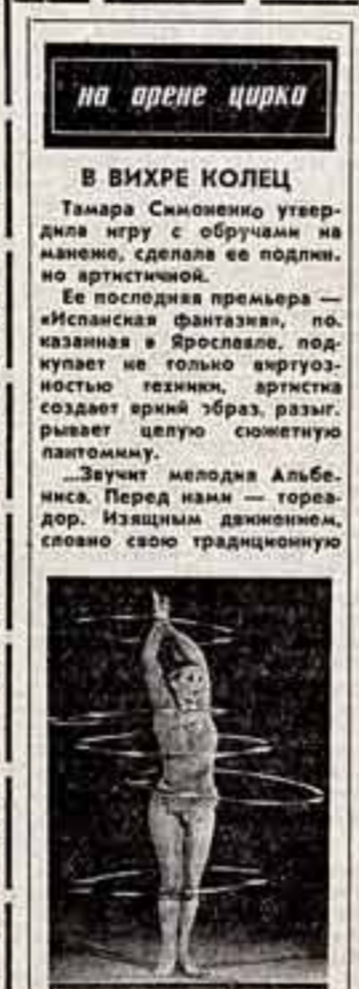 на арене цирка
В ВИХРЕ КОЛЕЦ
Тамара Симоненко утвер-
дила игру с обручами на
манеже, сделала ее подлин.
но артистичной.
Ее последняя премьера —
«Испанская фантазия», по.
казанная в Ярославле, под-
купает не только виртуоз-
ностью техники, артистка
создает яркий образ, разыг.
рывает целую сюжетную
пантомиму.
...Звучит мелодия Альбе-
ниса. Перед нами — тореа-
дор. Изящным движением,
словно свою традиционную